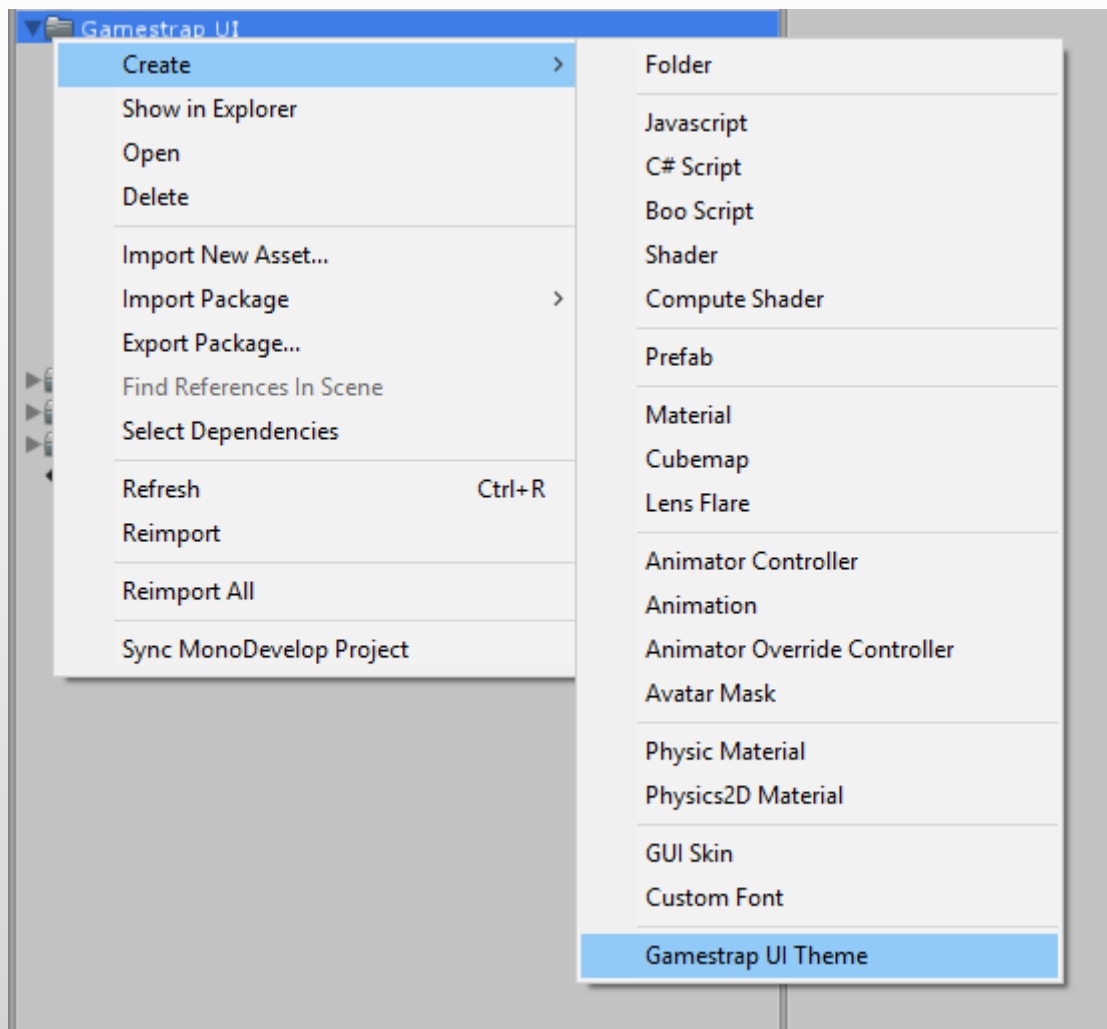 Gamestrap UI
Create
Show in Explorer
Open
Delete
Import New Asset...
Import Package
Export Package...
Find References In Scene
Select Dependencies
Refresh Ctrl+R
Reimport
Reimport All
Sync MonoDevelop Project
Folder
Javascript
C# Script
Boo Script
Shader
Compute Shader
Prefab
Material
Cubemap
Lens Flare
Animator Controller
Animation
Animator Override Controller
Avatar Mask
Physic Material
Physics2D Material
GUI Skin
Custom Font
Gamestrap UI Theme